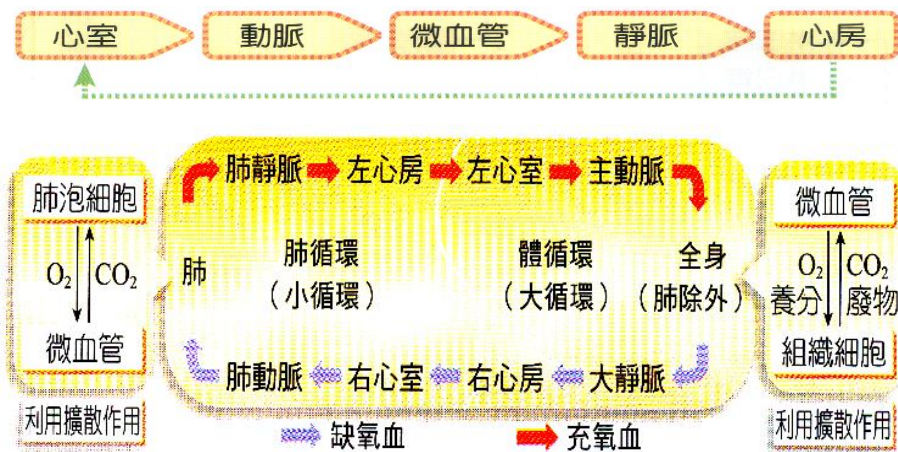 心室 動脈 微血管 靜脈 心房
肺靜脈 左心房 左心室 主動脈
肺泡細胞
O₂ CO₂
微血管
利用擴散作用
肺
肺循環
(小循環)
體循環
(大循環)
全身
(肺除外)
肺動脈 右心室 右心房 大靜脈
缺氧血 充氧血
微血管
O₂ CO₂
養分 廢物
組織細胞
利用擴散作用